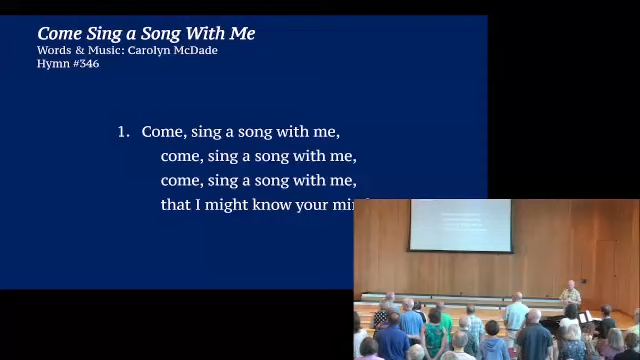 Come Sing a Song With Me
Words & Music: Carolyn McDade
Hymn #346
1. Come, sing a song with me,
come, sing a song with me,
come, sing a song with me,
that I might know your